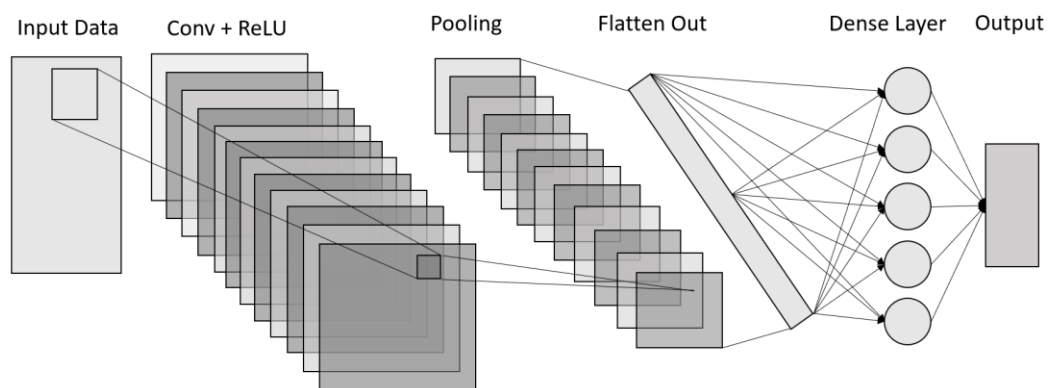 Input Data
Conv + ReLU
Pooling
Flatten Out
Dense Layer
Output